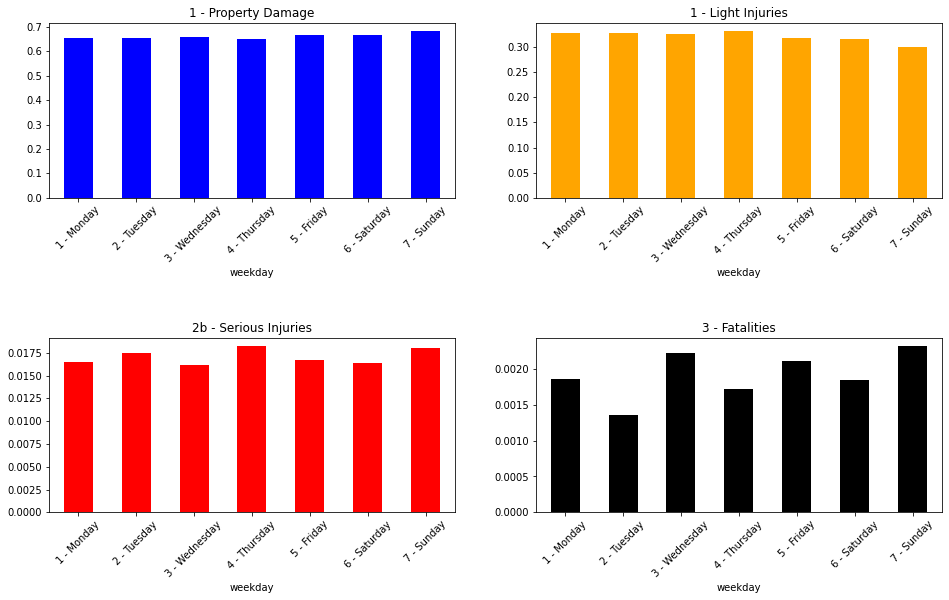 1 - Property Damage
0.7
0.6
0.5
0.4
0.3
0.2
0.1
0.0
1 - Monday
2 - Tuesday
3 - Wednesday
4 - Thursday
5 - Friday
6 - Saturday
7 - Sunday
weekday
1 - Light Injuries
0.30
0.25
0.20
0.15
0.10
0.05
0.00
1 - Monday
2 - Tuesday
3 - Wednesday
4 - Thursday
5 - Friday
6 - Saturday
7 - Sunday
weekday
2b - Serious Injuries
0.0175
0.0150
0.0125
0.0100
0.0075
0.0050
0.0025
0.0000
1 - Monday
2 - Tuesday
3 - Wednesday
4 - Thursday
5 - Friday
6 - Saturday
7 - Sunday
weekday
3 - Fatalities
0.0020
0.0015
0.0010
0.0005
0.0000
1 - Monday
2 - Tuesday
3 - Wednesday
4 - Thursday
5 - Friday
6 - Saturday
7 - Sunday
weekday